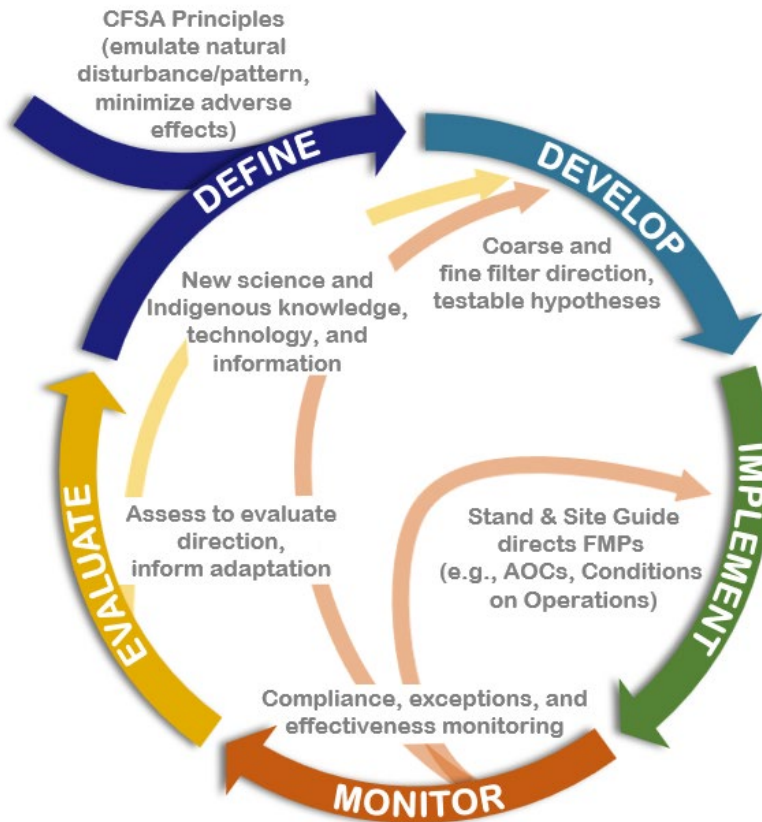 CFSA Principles
(emulate natural
disturbance/pattern,
minimize adverse
effects)
DEFINE
DEVELOP
Coarse and
fine filter direction,
testable hypotheses
New science and
Indigenous knowledge,
technology, and
information
IMPLEMENT
Stand & Site Guide
directs FMPs
(e.g., AOCs, Conditions
on Operations)
Assess to evaluate
direction,
inform adaptation
EVALUATE
Compliance, exceptions, and
effectiveness monitoring
MONITOR